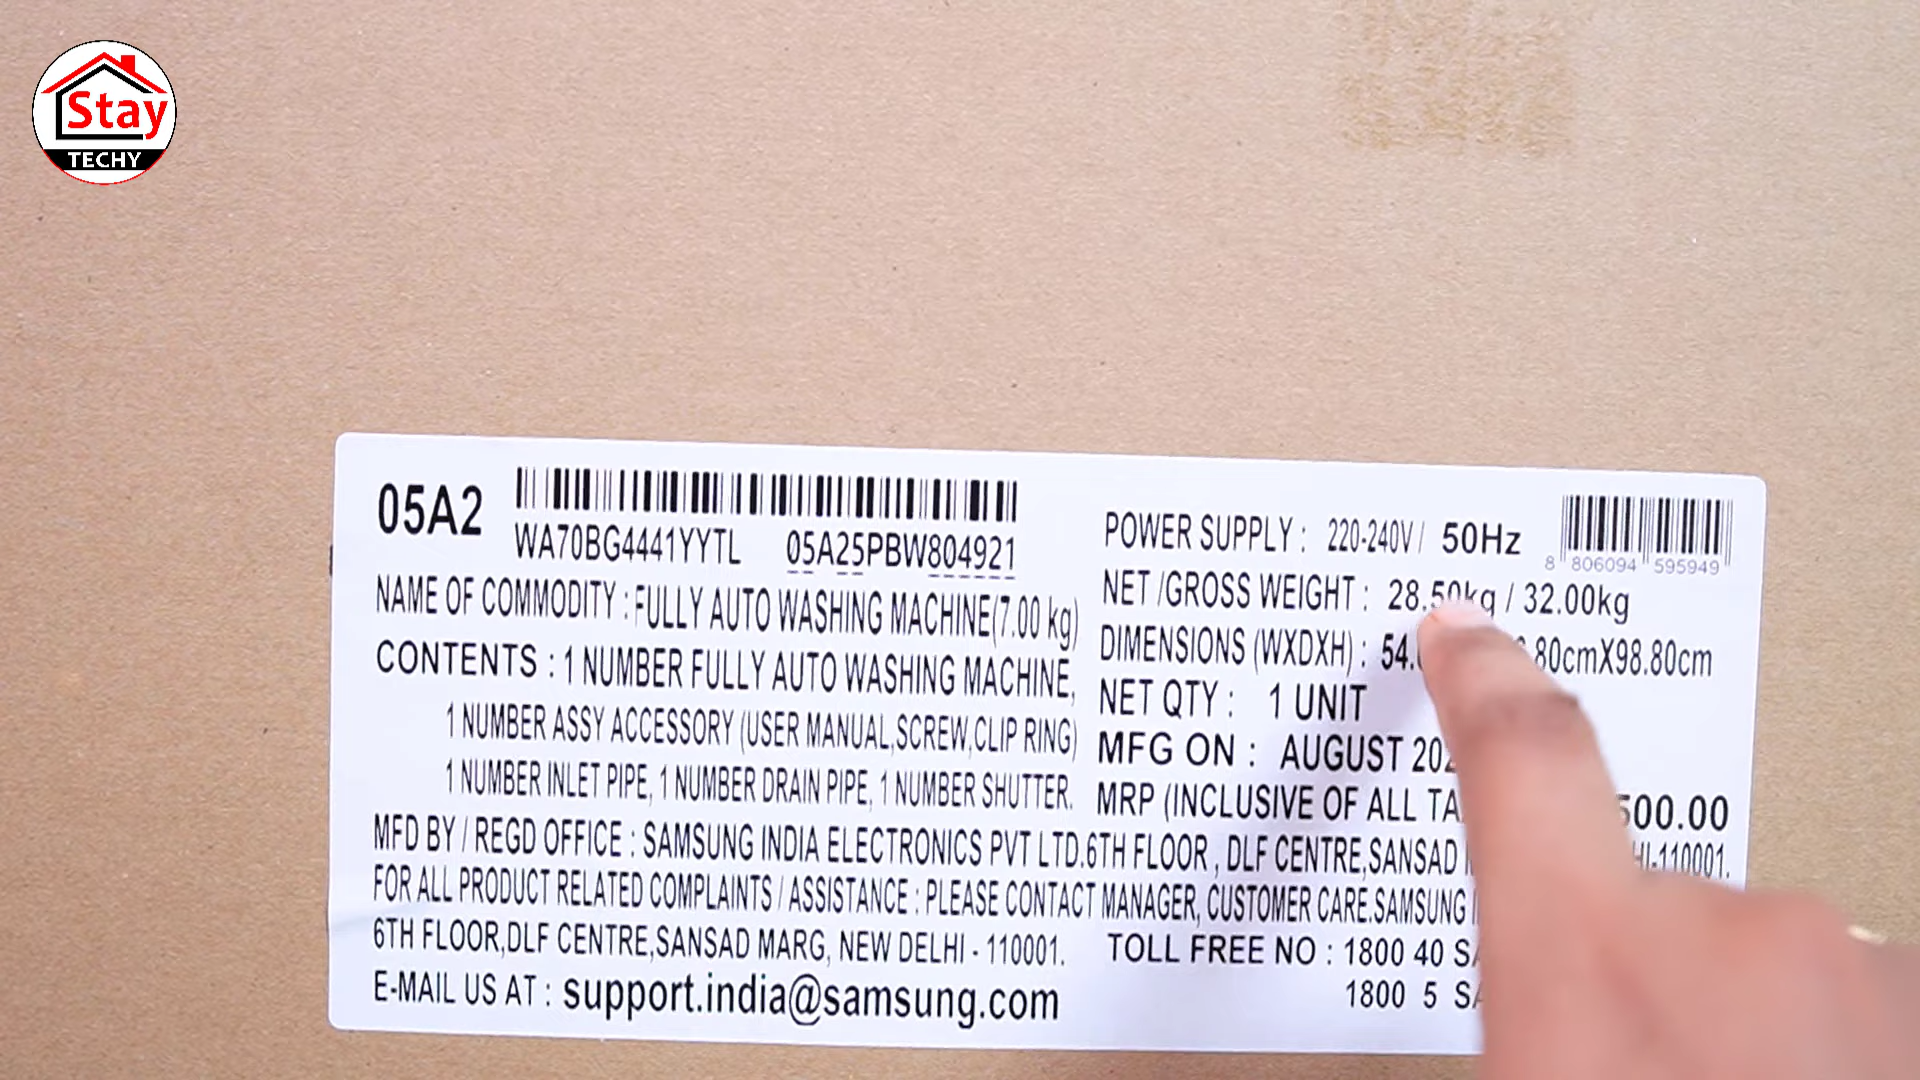 Stay
TECHY
05A2
WA70BG4441YYTL 05A25PBW804921
NAME OF COMMODITY : FULLY AUTO WASHING MACHINE(7.00 kg)
CONTENTS : 1 NUMBER FULLY AUTO WASHING MACHINE,
1 NUMBER ASSY ACCESSORY (USER MANUAL,SCREW,CLIP RING)
1 NUMBER INLET PIPE, 1 NUMBER DRAIN PIPE, 1 NUMBER SHUTTER.
POWER SUPPLY : 220-240V / 50Hz
8 806094 595949
NET /GROSS WEIGHT : 28.50kg / 32.00kg
DIMENSIONS (WXDXH) : 80cmX98.80cm
NET QTY : 1 UNIT
MFG ON : AUGUST
MRP (INCLUSIVE OF ALL 500.00
MFD BY / REGD OFFICE : SAMSUNG INDIA ELECTRONICS PVT LTD.6TH FLOOR , DLF CENTRE,SANSAD 110001.
FOR ALL PRODUCT RELATED COMPLAINTS / ASSISTANCE : PLEASE CONTACT MANAGER, CUSTOMER CARE.SAMSUNG
6TH FLOOR,DLF CENTRE,SANSAD MARG, NEW DELHI - 110001. TOLL FREE NO : 1800 40
1800 5
E-MAIL US AT : support.india@samsung.com